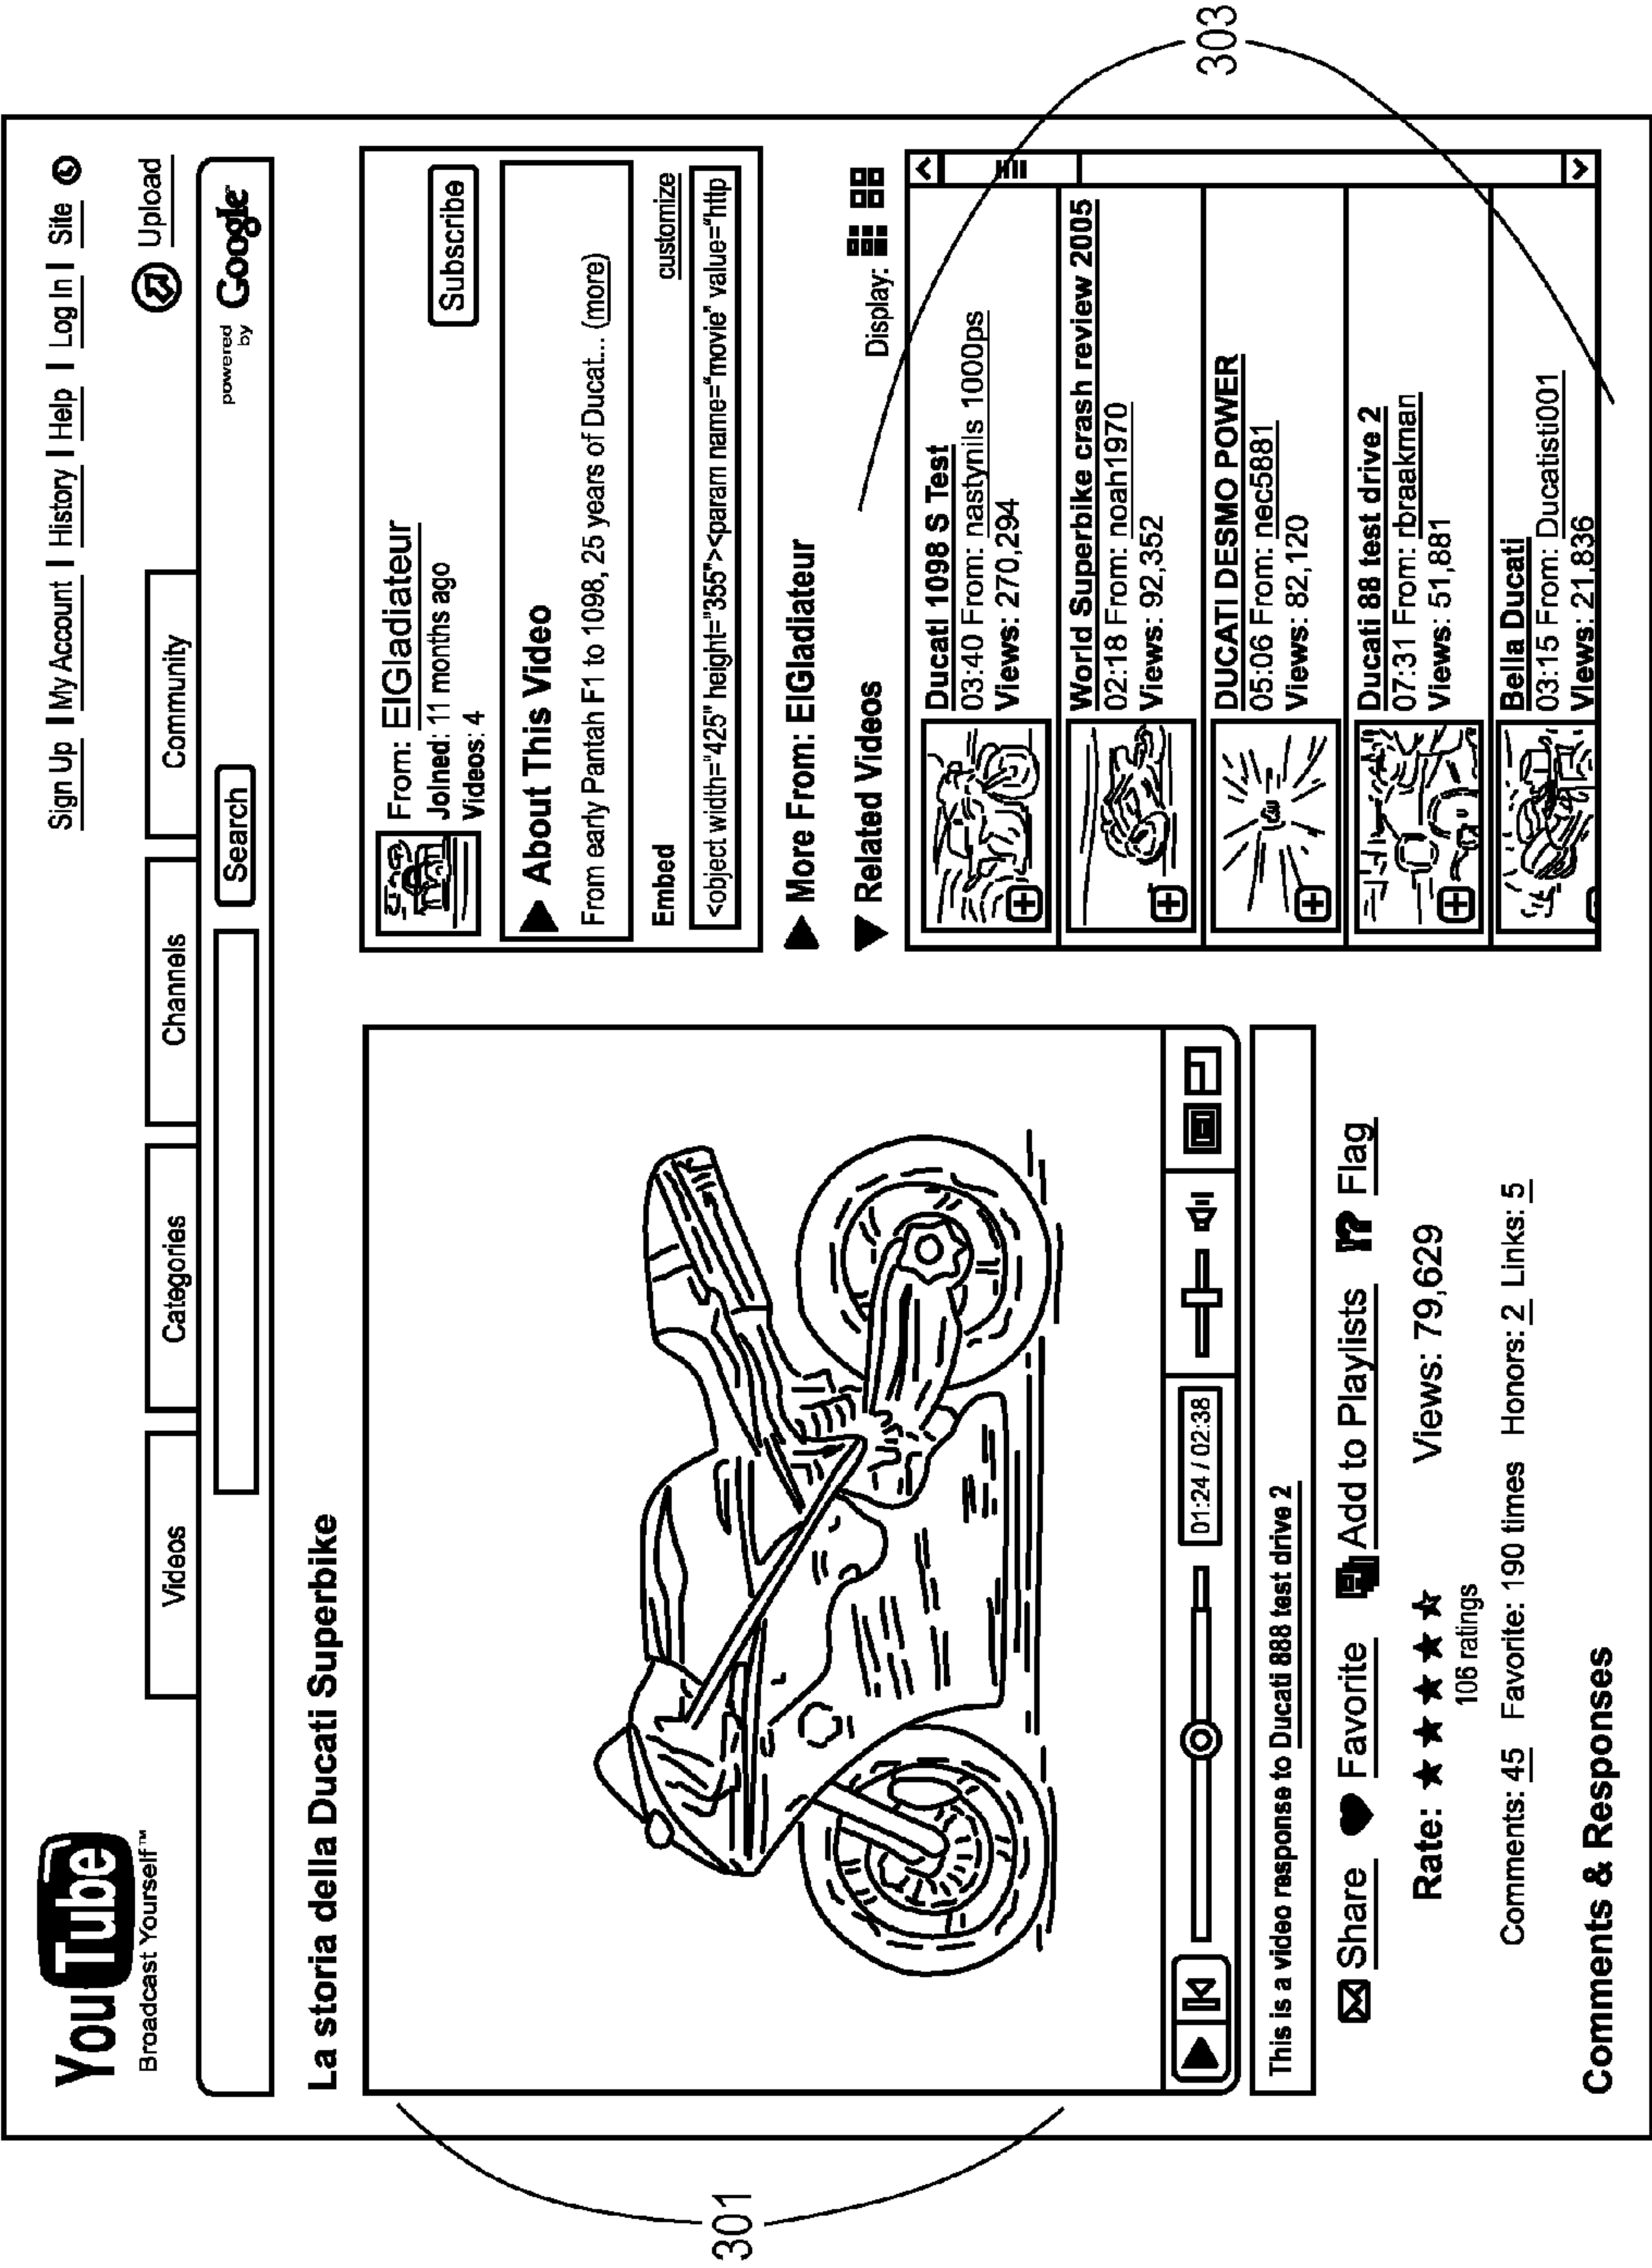 YouTube
Broadcast Yourself™
Sign Up | My Account | History | Help | Log In | Site
Upload
Videos
Categories
Channels
Community
Search
powered by Google™
La storia della Ducati Superbike
301
01:24 / 02:38
This is a video response to Ducati 888 test drive 2
Share Favorite Add to Playlists !? Flag
Rate: Views: 79,629
106 ratings
Comments: 45 Favorite: 190 times Honors: 2 Links: 5
Comments & Responses
From: ElGladiateur
Joined: 11 months ago
Videos: 4
Subscribe
About This Video
From early Pantah F1 to 1098, 25 years of Ducat... (more)
Embed customize
<object width="425" height="355"><param name="movie" value="http
More From: ElGladiateur
Related Videos
Display:
DucatI 1098 S Test
03:40 From: nastynils 1000ps
Views: 270,294
World Superbike crash review 2005
02:18 From: noah1970
Views: 92,352
DUCATI DESMO POWER
05:06 From: nec5881
Views: 82,120
Ducati 88 test drive 2
07:31 From: rbraakman
Views: 51,881
Bella Ducati
03:15 From: Ducatisti001
Views: 21,836
303